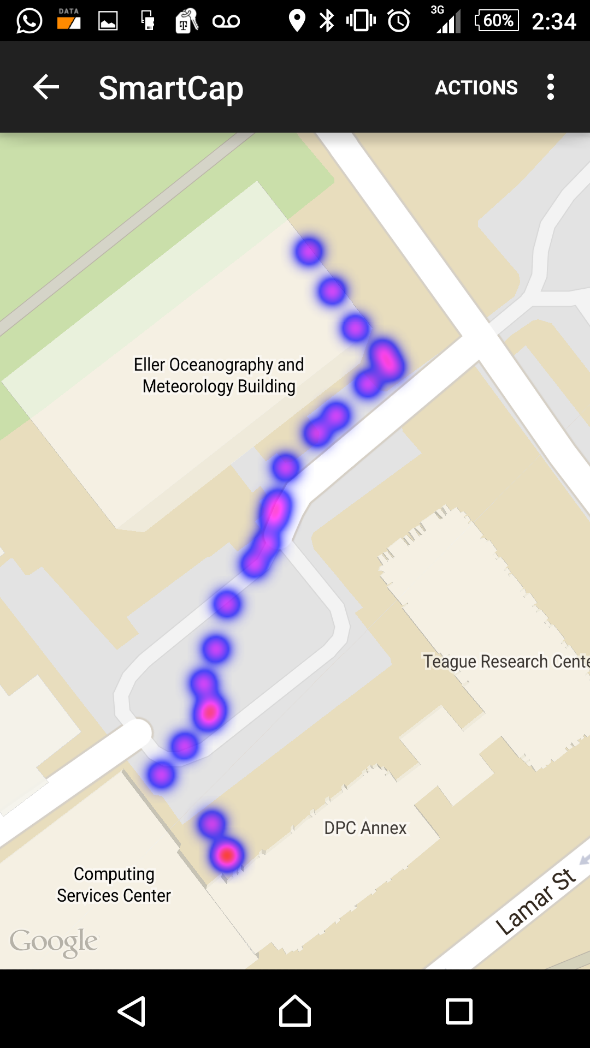 DATA
3G
60%
2:34
SmartCap
ACTIONS
Eller Oceanography and
Meteorology Building
Teague Research Cente
DPC Annex
Computing
Services Center
Lamar St
Google